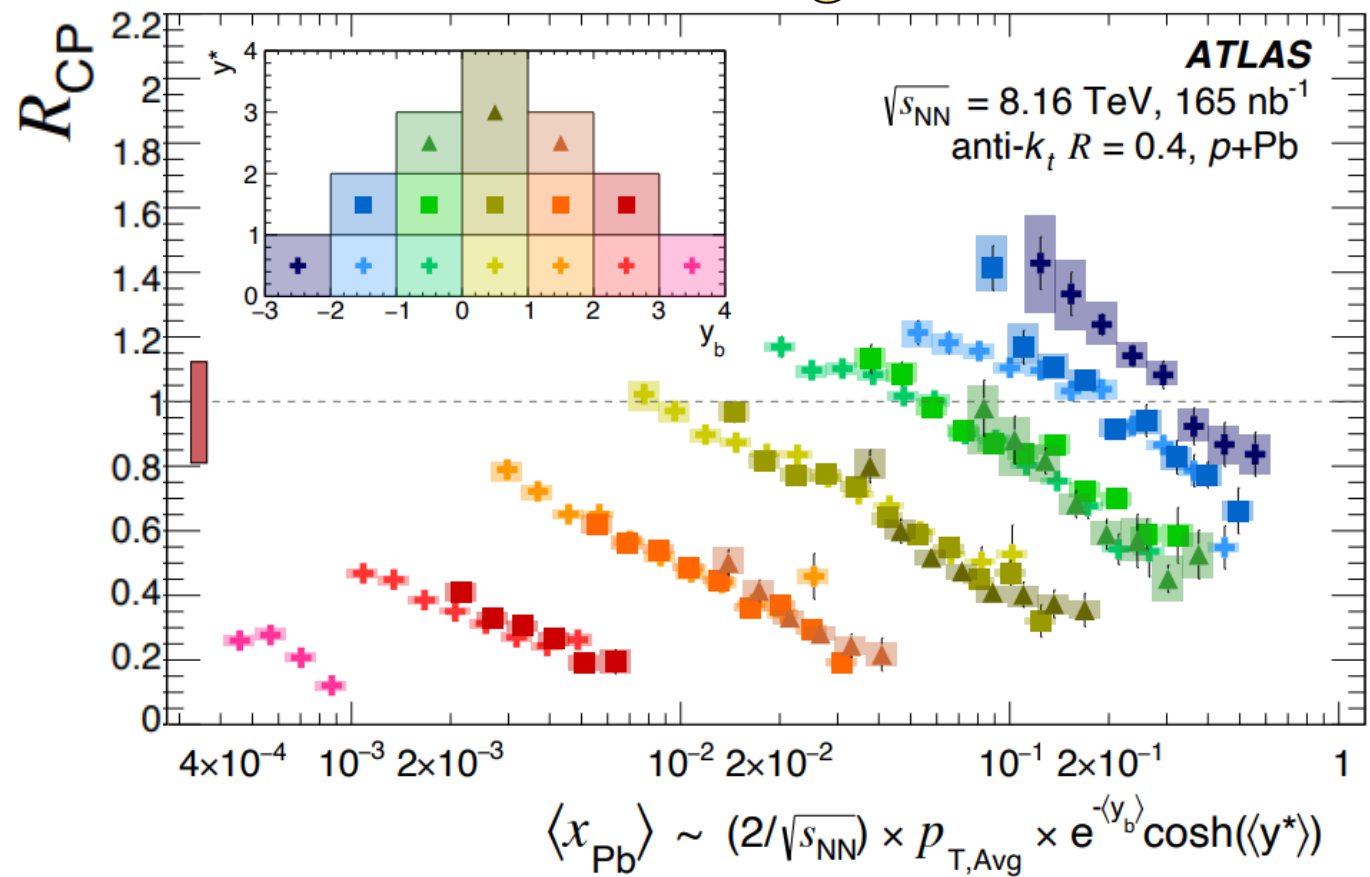 R_CP
2.2
2
1.8
1.6
1.4
1.2
1
0.8
0.6
0.4
0.2
0
y*
4
3
2
1
0
−3 −2 −1 0 1 2 3 4
y_b
ATLAS
√s_NN = 8.16 TeV, 165 nb⁻¹
anti-k_t R = 0.4, p+Pb
4×10⁻⁴ 10⁻³ 2×10⁻³ 10⁻² 2×10⁻² 10⁻¹ 2×10⁻¹ 1
⟨x_Pb⟩ ~ (2/√s_NN) × p_T,Avg × e^-⟨y_b⟩ cosh(⟨y*⟩)